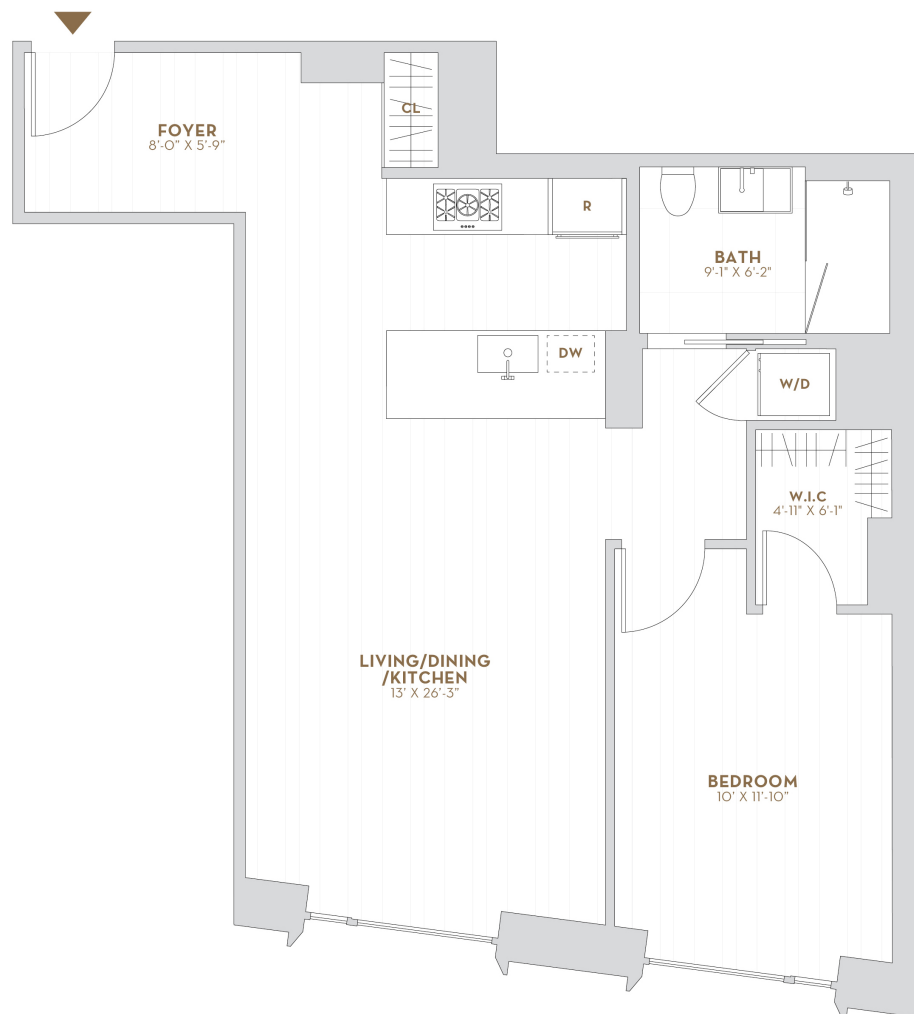 CL
FOYER
8'-0” X 5'-9”
R
BATH
9'-1" X 6'-2"
DW
W/D
W.I.C
4'-11" X 6'-1"
LIVING/DINING
/KITCHEN
13' X 26'-3”
BEDROOM
10' X 11'-10”